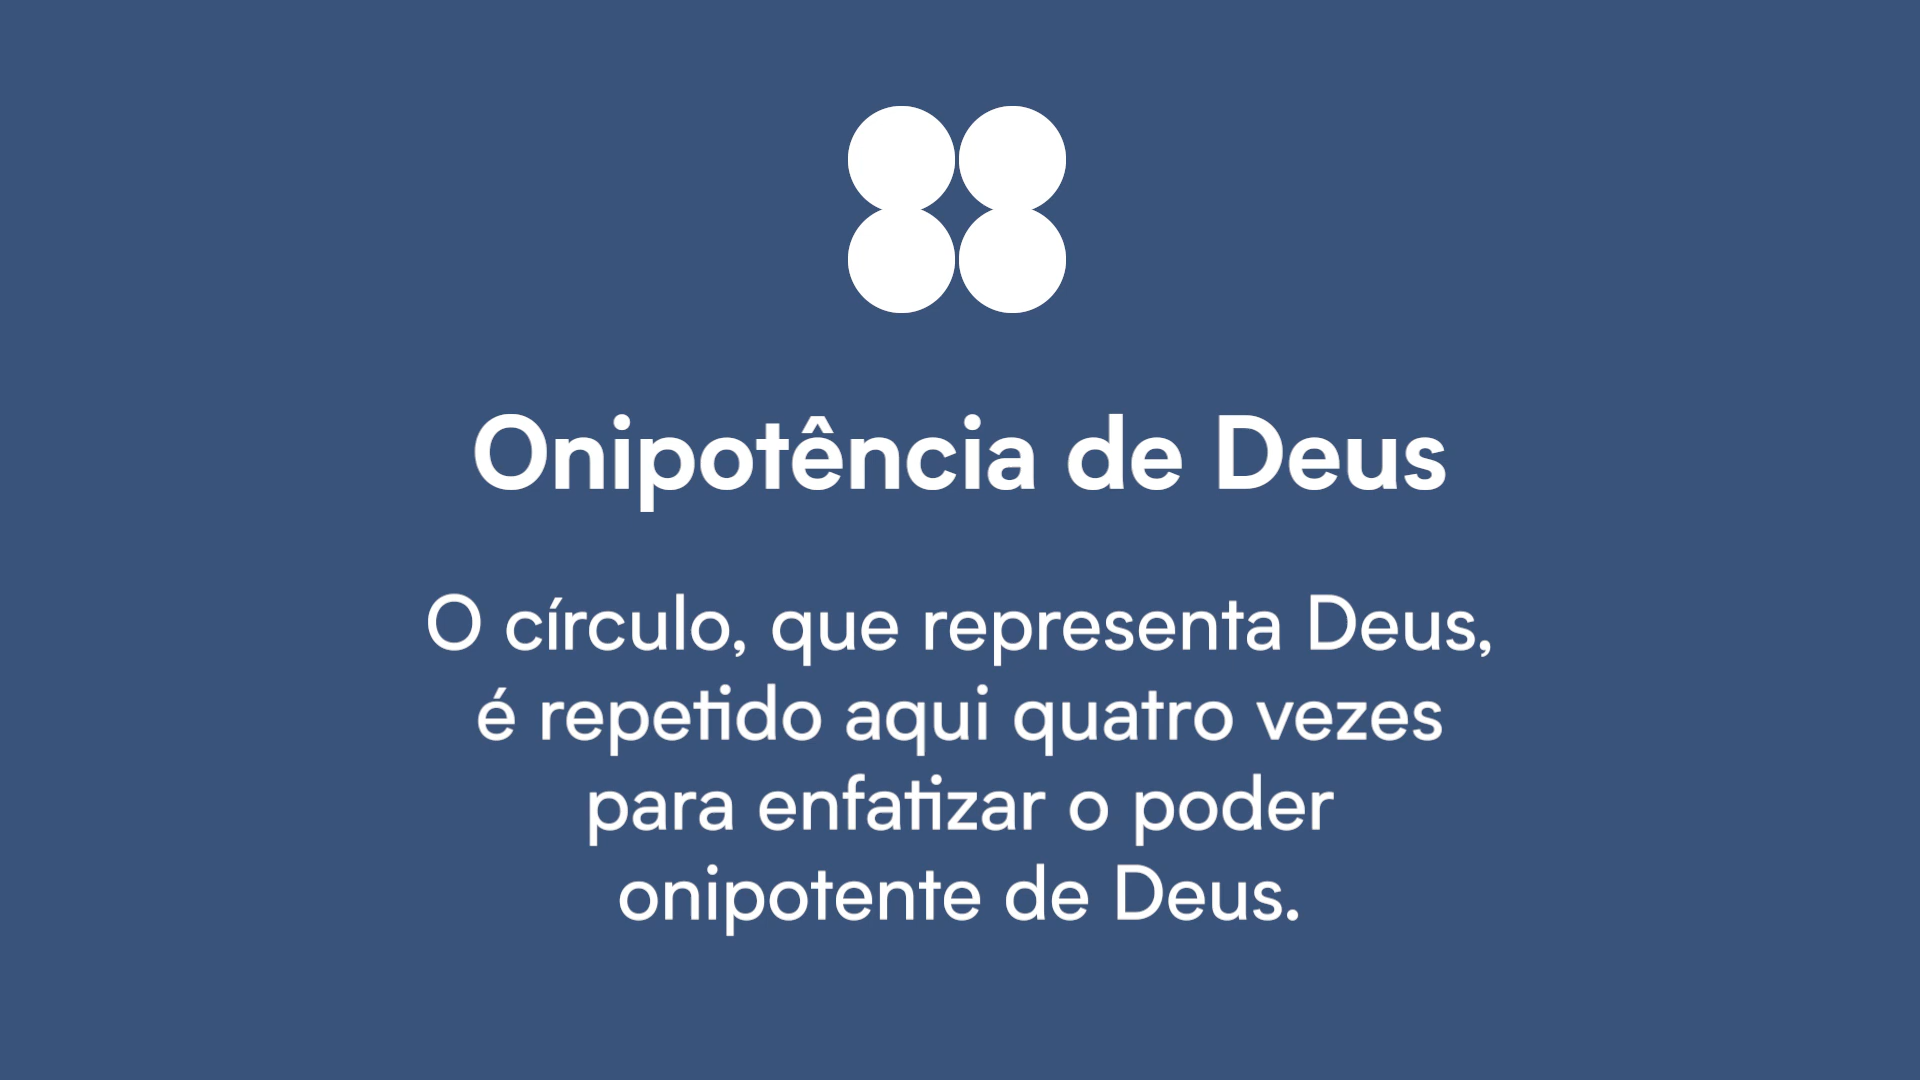 Onipotência de Deus
O círculo, que representa Deus,
é repetido aqui quatro vezes
para enfatizar o poder
onipotente de Deus.